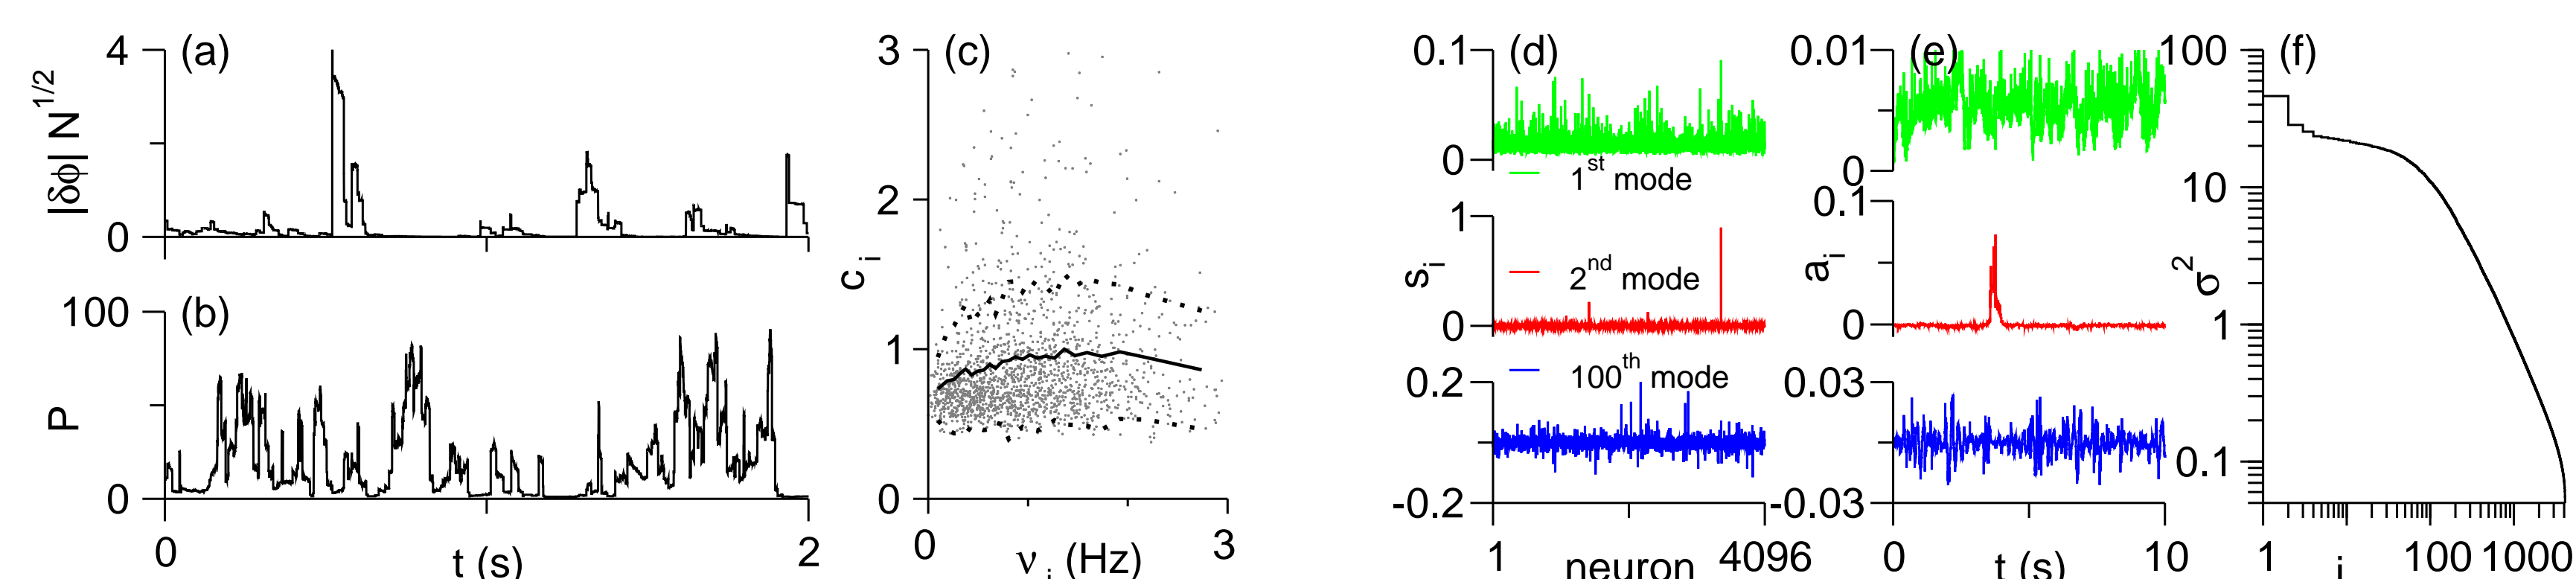 (a)
4
0
|δϕ| N^1/2
(b)
100
0
P
0
2
t (s)
(c)
3
2
1
0
c_i
0
3
ν_i (Hz)
(d)
0.1
0
1st mode
1
0
2nd mode
s_i
0.2
-0.2
100th mode
1
4096
neuron
(e)
0.01
0
0.1
0
a_i
0.03
-0.03
0
10
t (s)
(f)
100
10
1
0.1
σ^2
1
100
1000
i